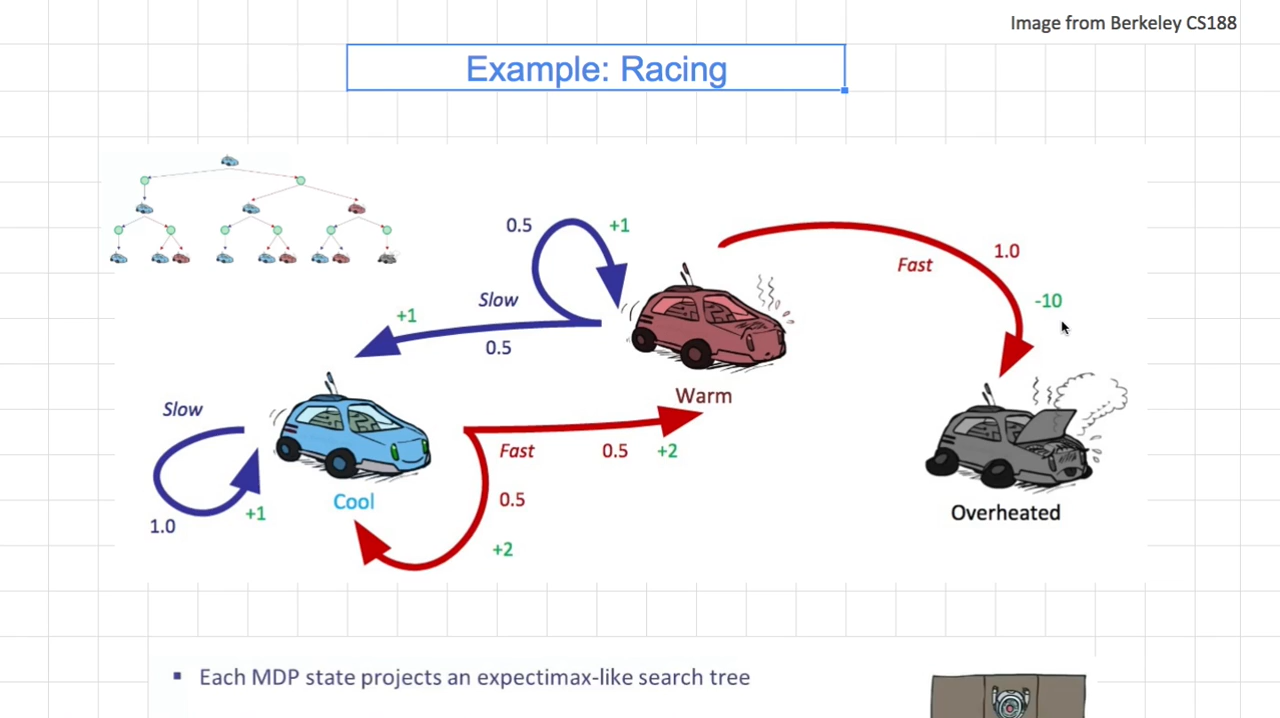 Image from Berkeley CS188
Example: Racing
0.5
+1
1.0
Fast
Slow
-10
+1
0.5
Warm
Slow
Fast
0.5
+2
Cool
0.5
Overheated
+1
1.0
+2
▪ Each MDP state projects an expectimax-like search tree